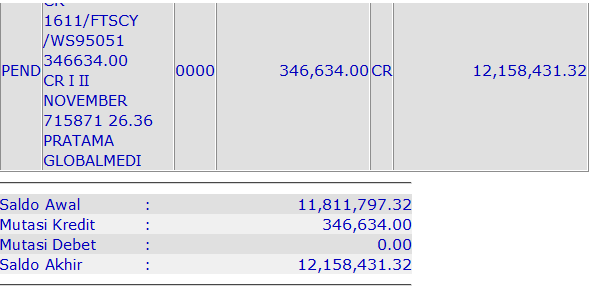 CR
1611/FTSCY
/WS95051
346634.00
PEND 0000 346,634.00 CR 12,158,431.32
CR I II
NOVEMBER
715871 26.36
PRATAMA
GLOBALMEDI
Saldo Awal : 11,811,797.32
Mutasi Kredit : 346,634.00
Mutasi Debet : 0.00
Saldo Akhir : 12,158,431.32